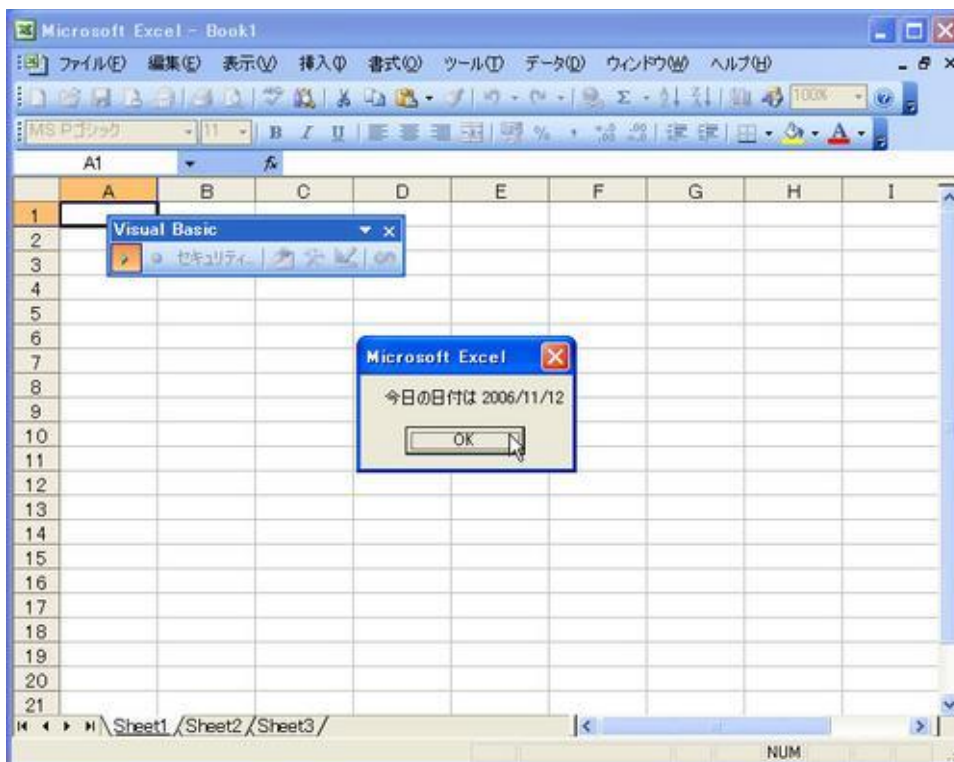 Microsoft Excel - Book1
ファイル(F) 編集(E) 表示(V) 挿入(I) 書式(O) ツール(T) データ(D) ウィンドウ(W) ヘルプ(H)
100%
MS Pゴシック 11 B I U
A1 fx
A B C D E F G H I
1
Visual Basic
2
セキュリティ...
3
4
5
6
Microsoft Excel
7
今日の日付は 2006/11/12
8
9
OK
10
11
12
13
14
15
16
17
18
19
20
21
Sheet1 Sheet2 Sheet3
NUM